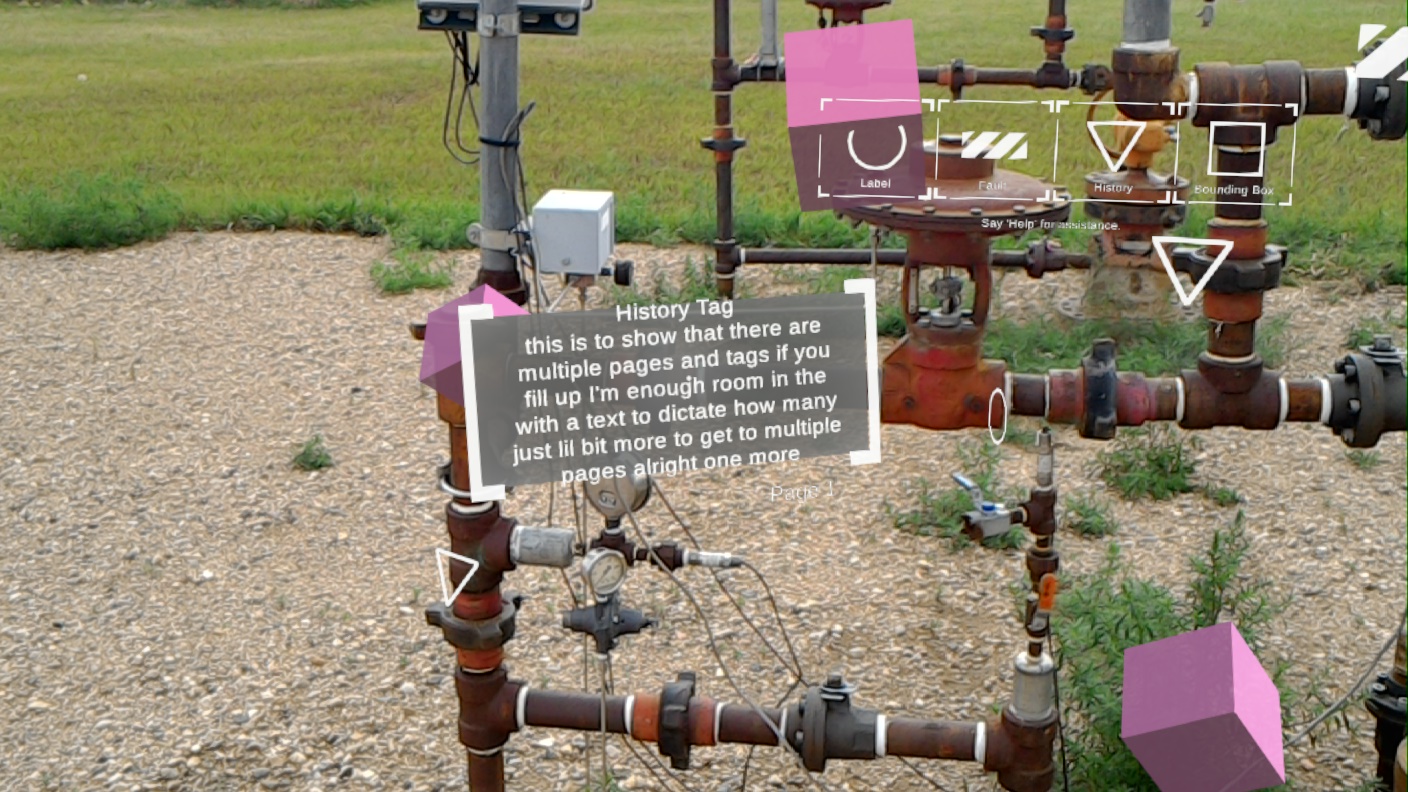 Label
Fault
History
Bounding Box
Say 'Help' for assistance.
History Tag
this is to show that there are
multiple pages and tags if you
fill up I'm enough room in the
with a text to dictate how many
just lil bit more to get to multiple
pages alright one more
Page 1